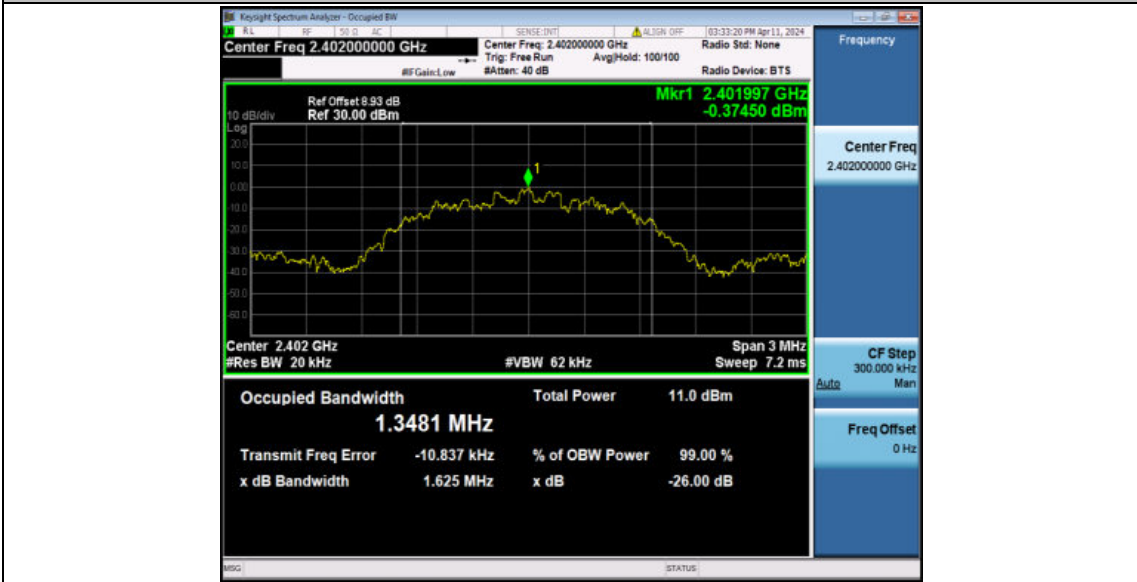 Keysight Spectrum Analyzer - Occupied BW
RL RF 50 Ω AC SENSE:INT ALIGN OFF 03:33:20 PM Apr 11, 2024
Center Freq 2.402000000 GHz
Center Freq: 2.402000000 GHz
Radio Std: None
Trig: Free Run Avg|Hold: 100/100
#IFGain:Low #Atten: 40 dB Radio Device: BTS
Frequency
Mkr1 2.401997 GHz
Ref Offset 8.93 dB
10 dB/div Ref 30.00 dBm -0.37450 dBm
Log
20.0
10.0
0.00
-10.0
-20.0
-30.0
-40.0
-50.0
-60.0
1
Center 2.402 GHz Span 3 MHz
#Res BW 20 kHz #VBW 62 kHz Sweep 7.2 ms
Occupied Bandwidth Total Power 11.0 dBm
1.3481 MHz
Transmit Freq Error -10.837 kHz % of OBW Power 99.00 %
x dB Bandwidth 1.625 MHz x dB -26.00 dB
Center Freq
2.402000000 GHz
CF Step
300.000 kHz
Auto Man
Freq Offset
0 Hz
MSG STATUS